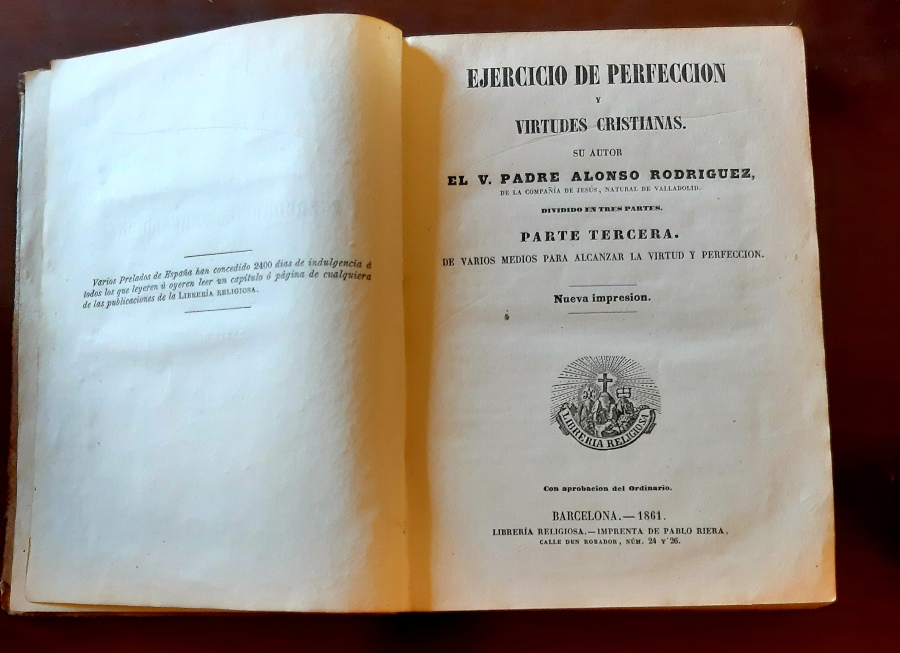 Varios Prelados de España han concedido 2400 dias de indulgencia á
todos los que leyeren ú oyeren leer un capítulo ó página de cualquiera
de las publicaciones de la LIBRERÍA RELIGIOSA.
EJERCICIO DE PERFECCION
Y
VIRTUDES CRISTIANAS.
SU AUTOR
EL V. PADRE ALONSO RODRIGUEZ,
DE LA COMPAÑÍA DE JESÚS, NATURAL DE VALLADOLID.
DIVIDIDO EN TRES PARTES.
PARTE TERCERA.
DE VARIOS MEDIOS PARA ALCANZAR LA VIRTUD Y PERFECCION.
Nueva impresion.
LIBRERÍA RELIGIOSA
Con aprobacion del Ordinario.
BARCELONA.—1861.
LIBRERÍA RELIGIOSA.—IMPRENTA DE PABLO RIERA,
CALLE DEN ROBADOR, NÚM. 24 Y 26.